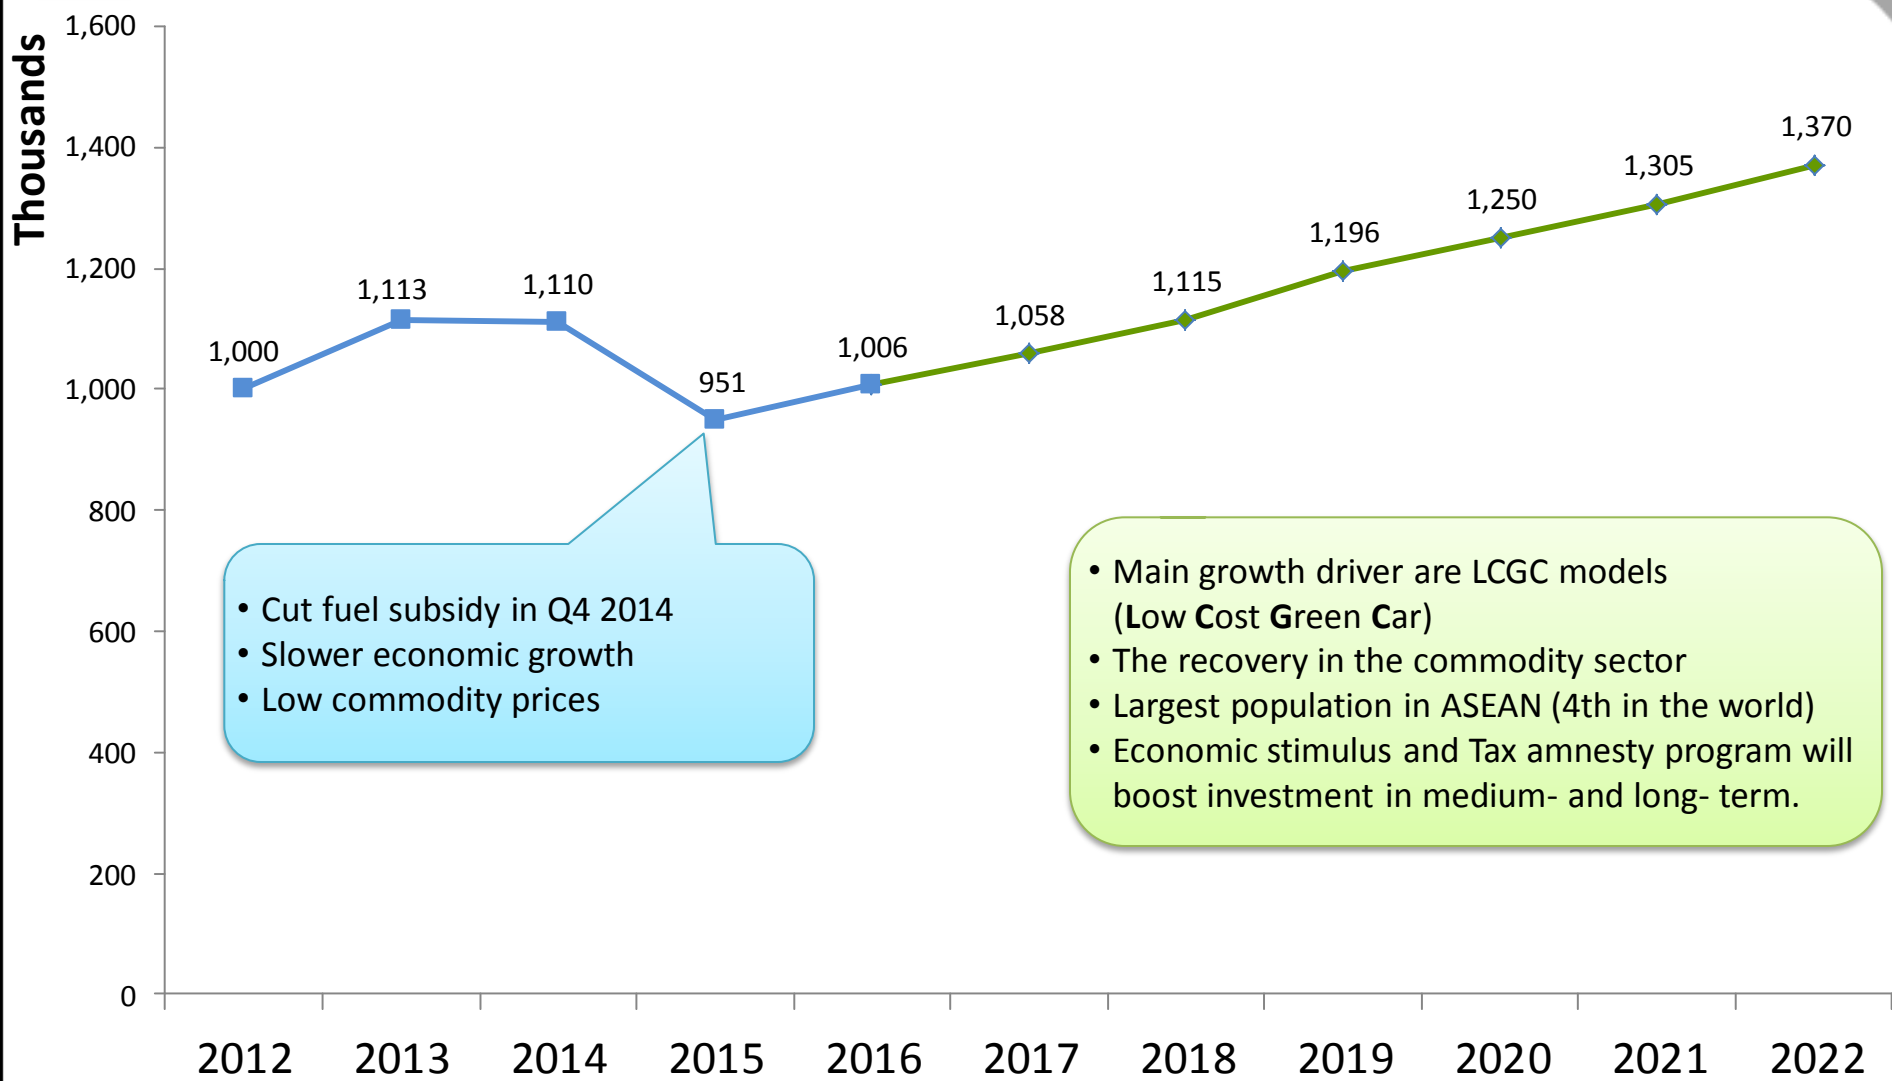 Thousands
1,600
1,400
1,200
1,000
800
600
400
200
0
1,000
1,113
1,110
951
1,006
1,058
1,115
1,196
1,250
1,305
1,370
• Cut fuel subsidy in Q4 2014
• Slower economic growth
• Low commodity prices
• Main growth driver are LCGC models
(Low Cost Green Car)
• The recovery in the commodity sector
• Largest population in ASEAN (4th in the world)
• Economic stimulus and Tax amnesty program will
boost investment in medium- and long- term.
2012 2013 2014 2015 2016 2017 2018 2019 2020 2021 2022